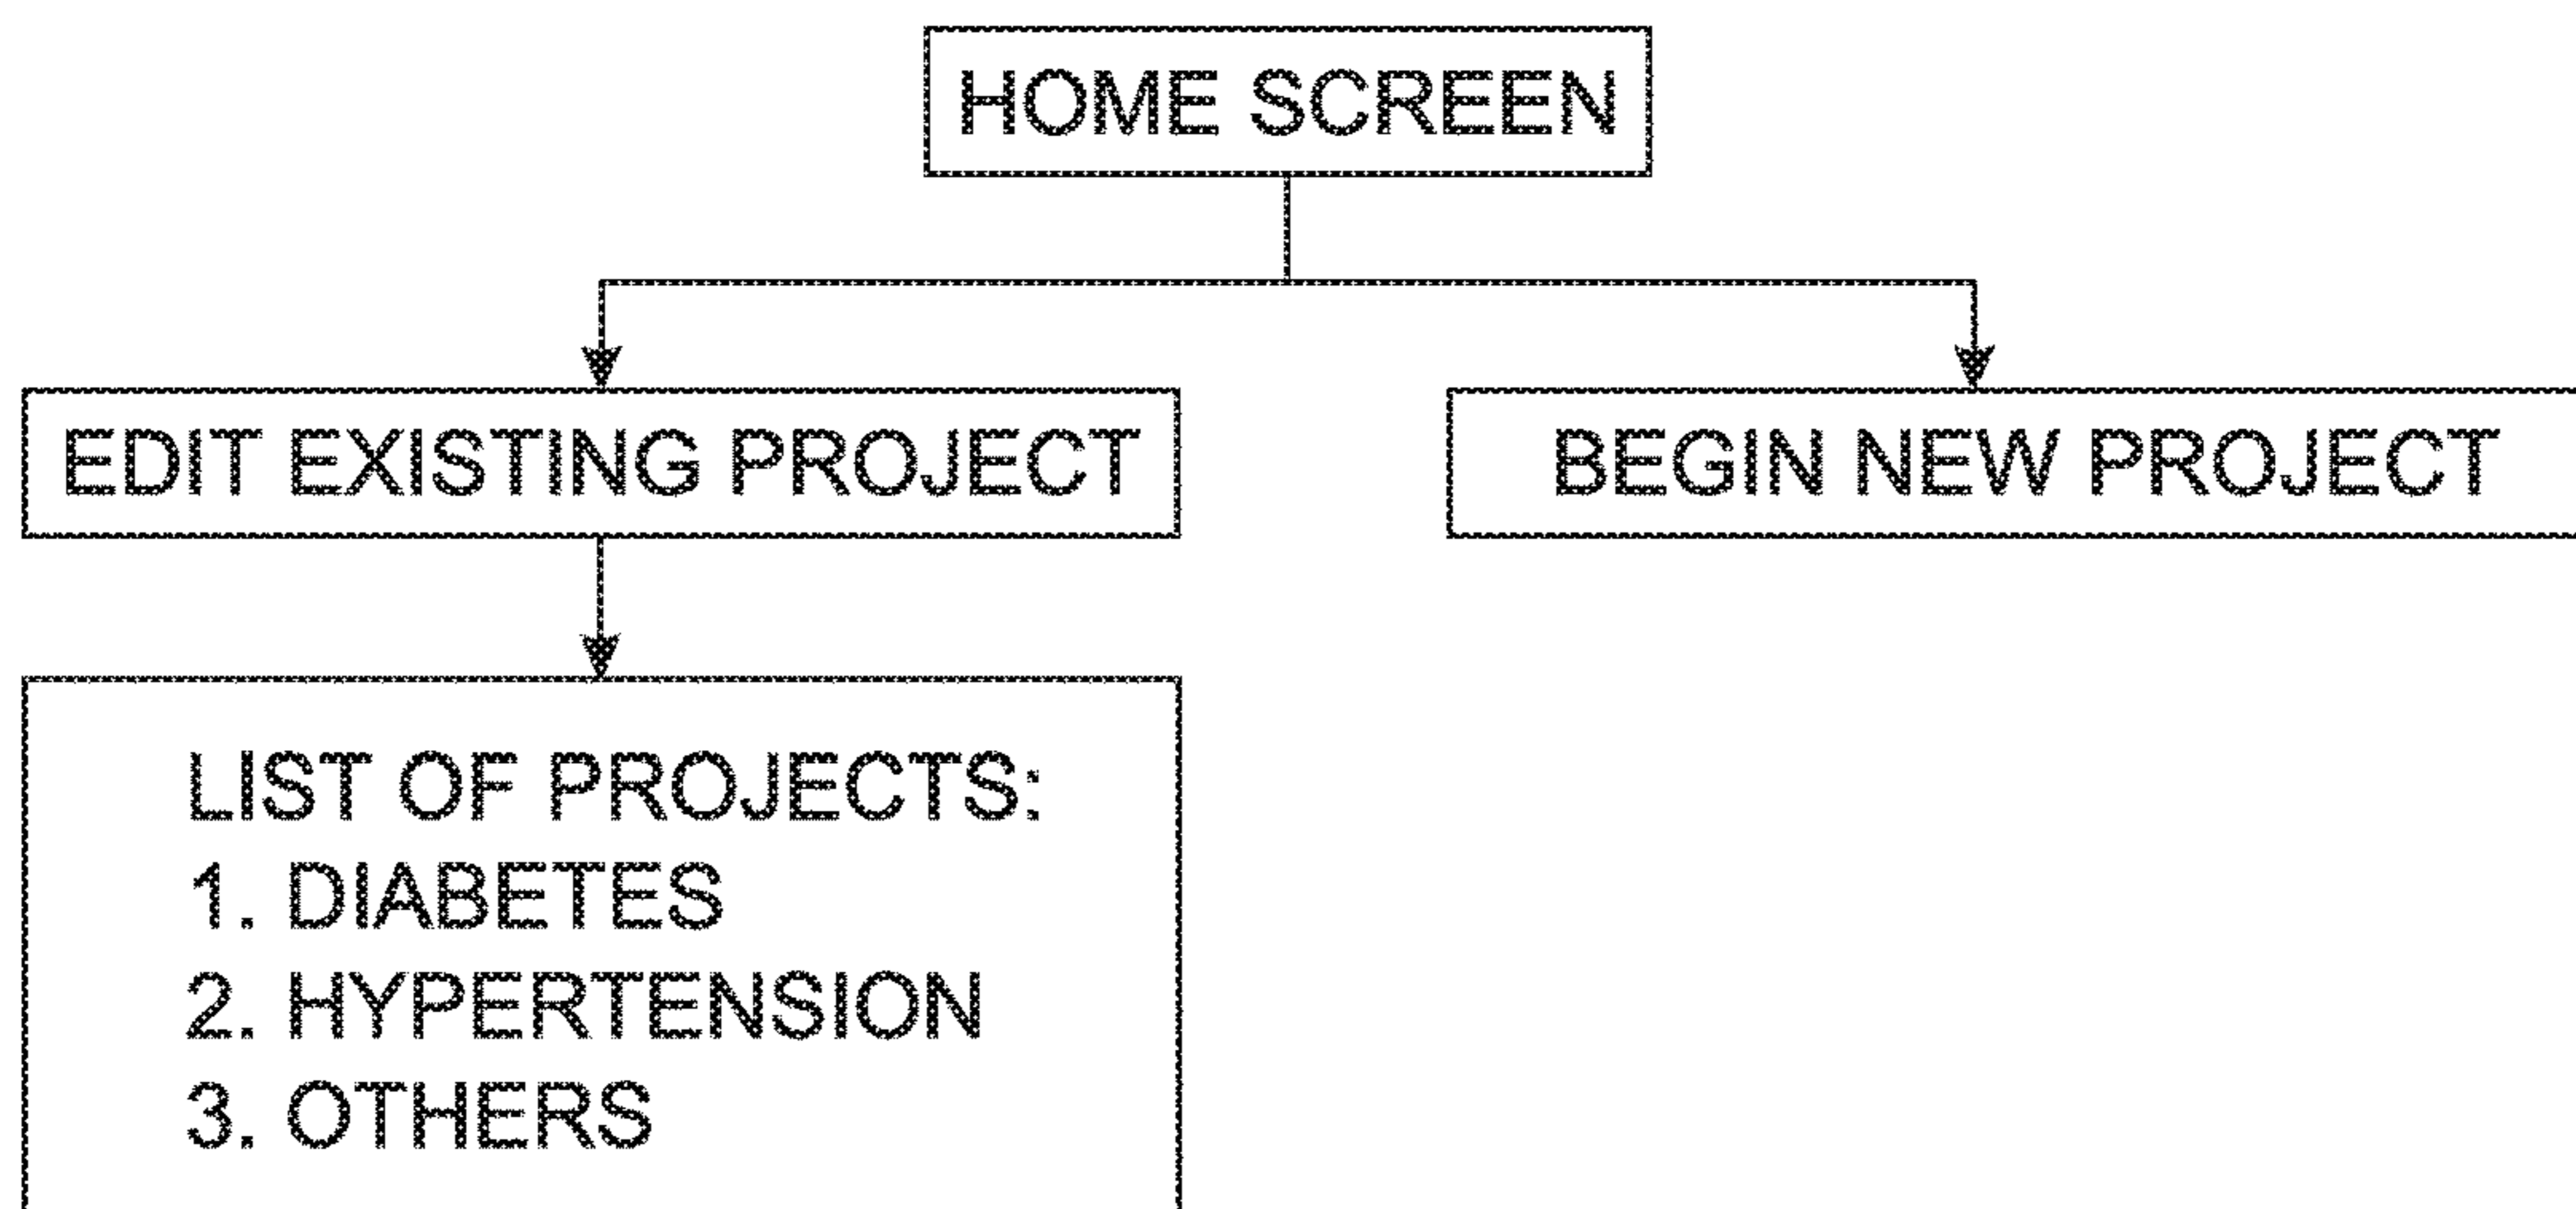 HOME SCREEN
EDIT EXISTING PROJECT
BEGIN NEW PROJECT
LIST OF PROJECTS:
1. DIABETES
2. HYPERTENSION
3. OTHERS